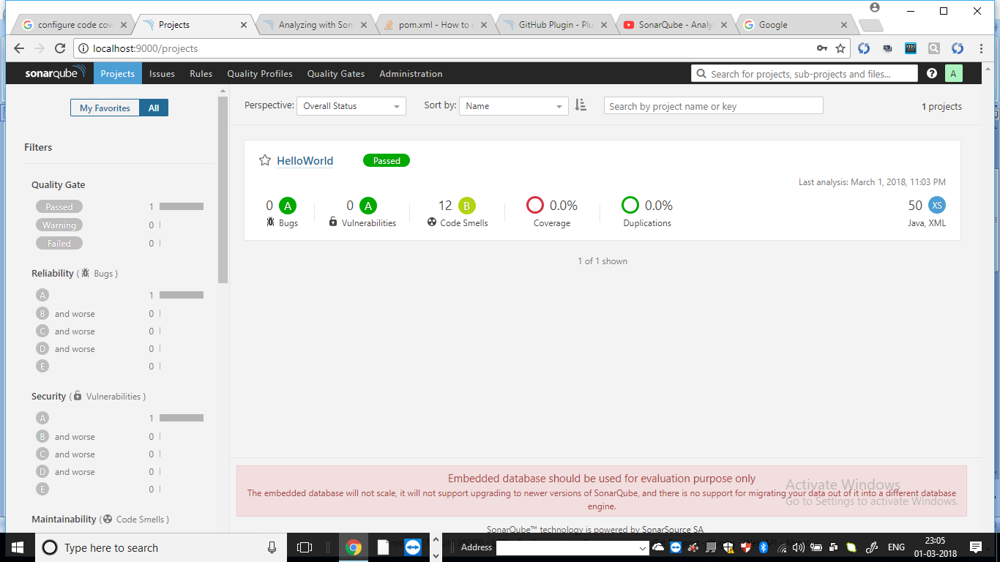 configure code cov
Projects
Analyzing with Son
pom.xml - How to c
GitHub Plugin - Plu
SonarQube - Analy
Google
localhost:9000/projects
sonarqube Projects Issues Rules Quality Profiles Quality Gates Administration Search for projects, sub-projects and files... ? A
My Favorites All
Perspective: Overall Status Sort by: Name Search by project name or key 1 projects
Filters
Quality Gate
Passed 1
Warning 0
Failed 0
Reliability ( Bugs )
A 1
B and worse 0
C and worse 0
D and worse 0
E 0
Security ( Vulnerabilities )
A 1
B and worse 0
C and worse 0
D and worse 0
E 0
Maintainability ( Code Smells )
HelloWorld Passed
Last analysis: March 1, 2018, 11:03 PM
0 A 0 A 12 B 0.0% 0.0% 50 XS
Bugs Vulnerabilities Code Smells Coverage Duplications Java, XML
1 of 1 shown
Embedded database should be used for evaluation purpose only
The embedded database will not scale, it will not support upgrading to newer versions of SonarQube, and there is no support for migrating your data out of it into a different database
engine.
Activate Windows
Go to Settings to activate Windows.
SonarQube™ technology is powered by SonarSource SA
Type here to search
Address
ENG
23:05
01-03-2018